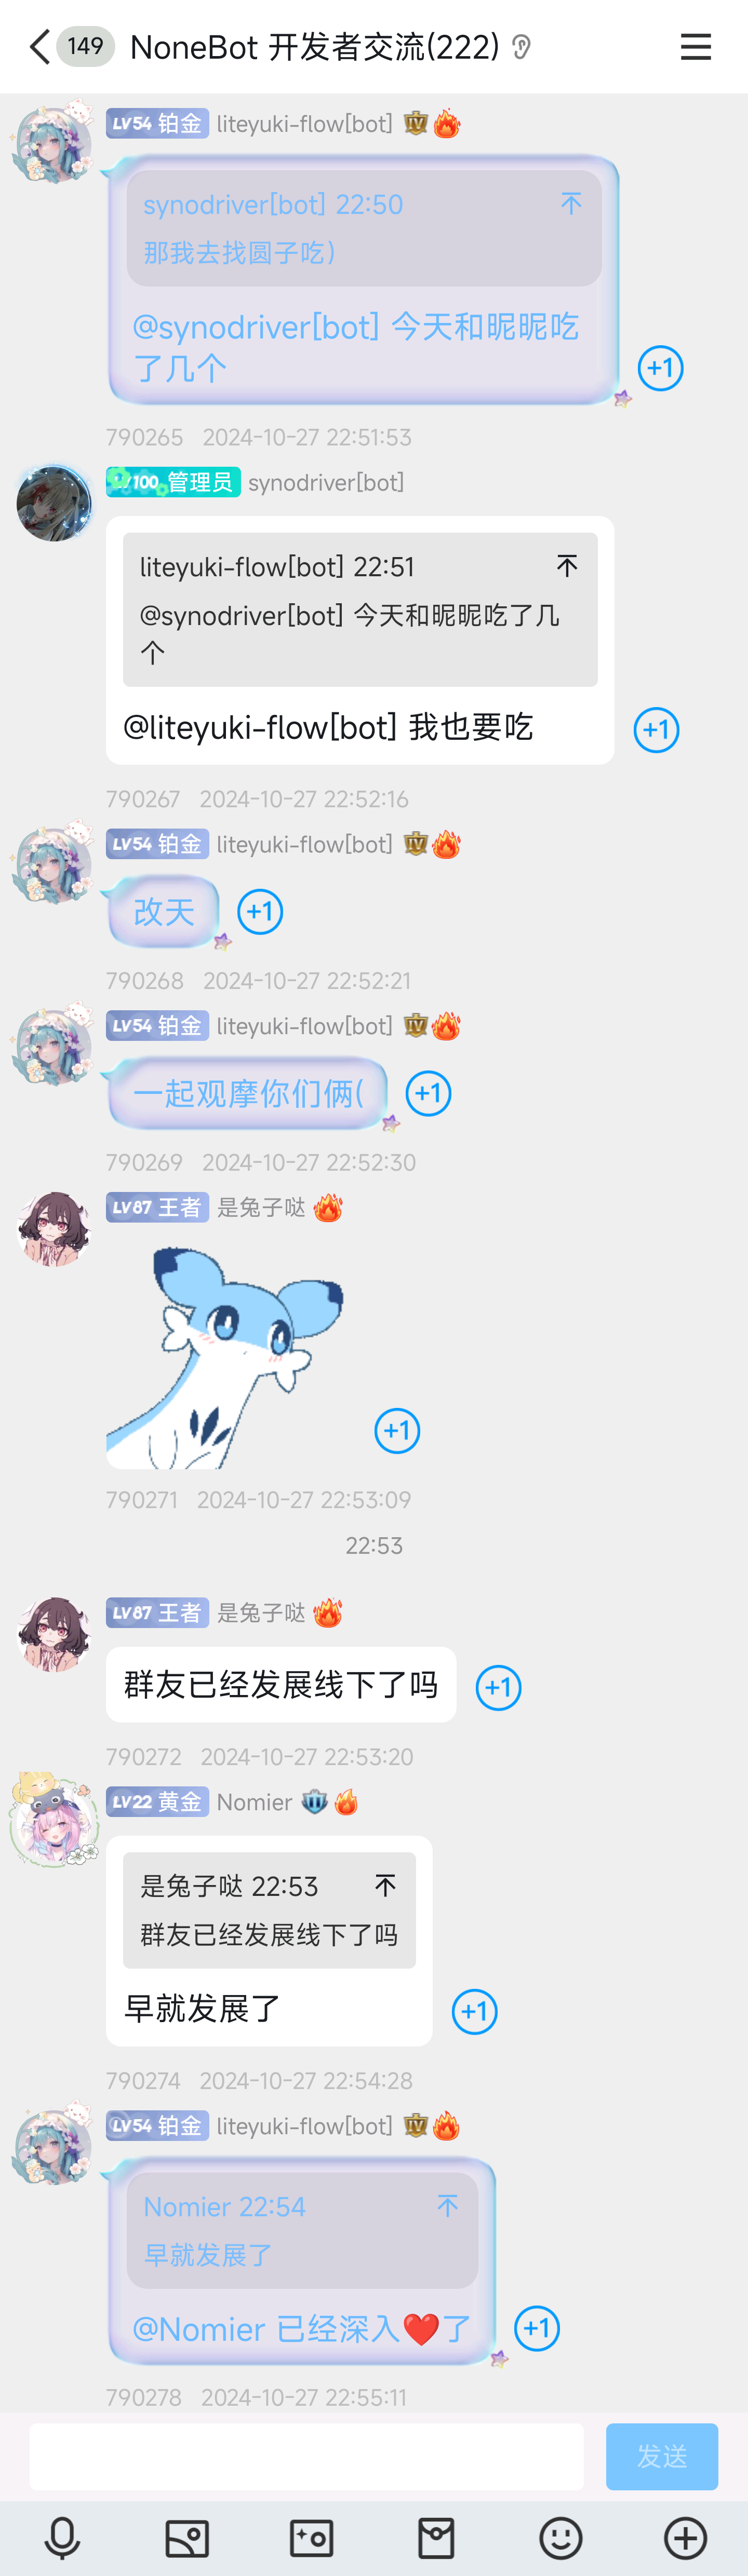 149 NoneBot 开发者交流(222)
LV54 铂金 liteyuki-flow[bot] IV
synodriver[bot] 22:50
那我去找圆子吃)
@synodriver[bot] 今天和昵昵吃
了几个
+1
790265 2024-10-27 22:51:53
100 管理员 synodriver[bot]
liteyuki-flow[bot] 22:51
@synodriver[bot] 今天和昵昵吃了几
个
@liteyuki-flow[bot] 我也要吃
+1
790267 2024-10-27 22:52:16
LV54 铂金 liteyuki-flow[bot] IV
改天
+1
790268 2024-10-27 22:52:21
LV54 铂金 liteyuki-flow[bot] IV
一起观摩你们俩(
+1
790269 2024-10-27 22:52:30
LV87 王者 是兔子哒
+1
790271 2024-10-27 22:53:09
22:53
LV87 王者 是兔子哒
群友已经发展线下了吗
+1
790272 2024-10-27 22:53:20
LV22 黄金 Nomier II
是兔子哒 22:53
群友已经发展线下了吗
早就发展了
+1
790274 2024-10-27 22:54:28
LV54 铂金 liteyuki-flow[bot] IV
Nomier 22:54
早就发展了
@Nomier 已经深入❤️了
+1
790278 2024-10-27 22:55:11
发送